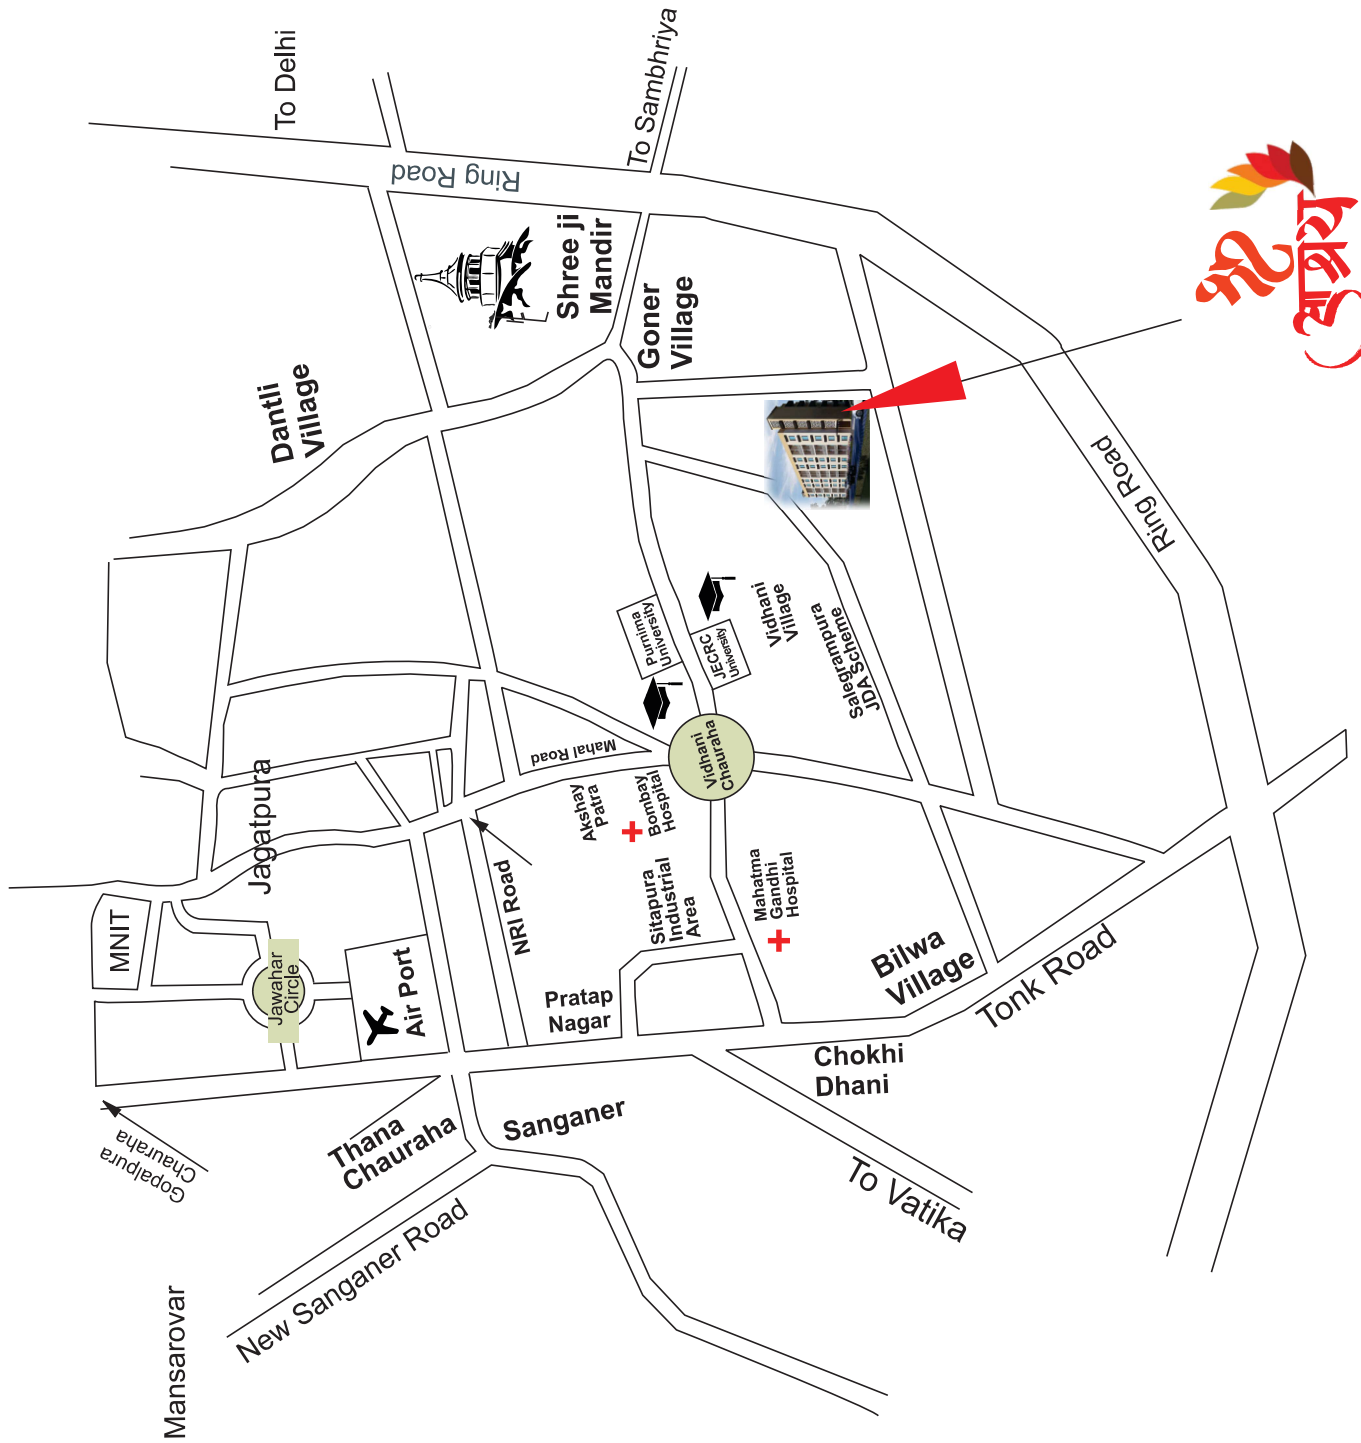 Mansarovar
New Sanganer Road
Gopalpura
Chauraha
MNIT
Jawahar
Circle
Jagatpura
To Delhi
Dantli
Village
Thana
Chauraha
Air Port
NRI Road
Ring Road
Sanganer
Pratap
Nagar
Akshay
Patra
Mahal Road
Shree ji
Mandir
Goner
Village
To Sambhriya
Sitapura
Industrial
Area
Bombay
Hospital
Purnima
University
Vidhani
Chauraha
JECRC
University
Mahatma
Gandhi
Hospital
Vidhani
Village
Salegrampura
JDA Scheme
Chokhi
Dhani
To Vatika
Bilwa
Village
Tonk Road
Ring Road
आश्रय